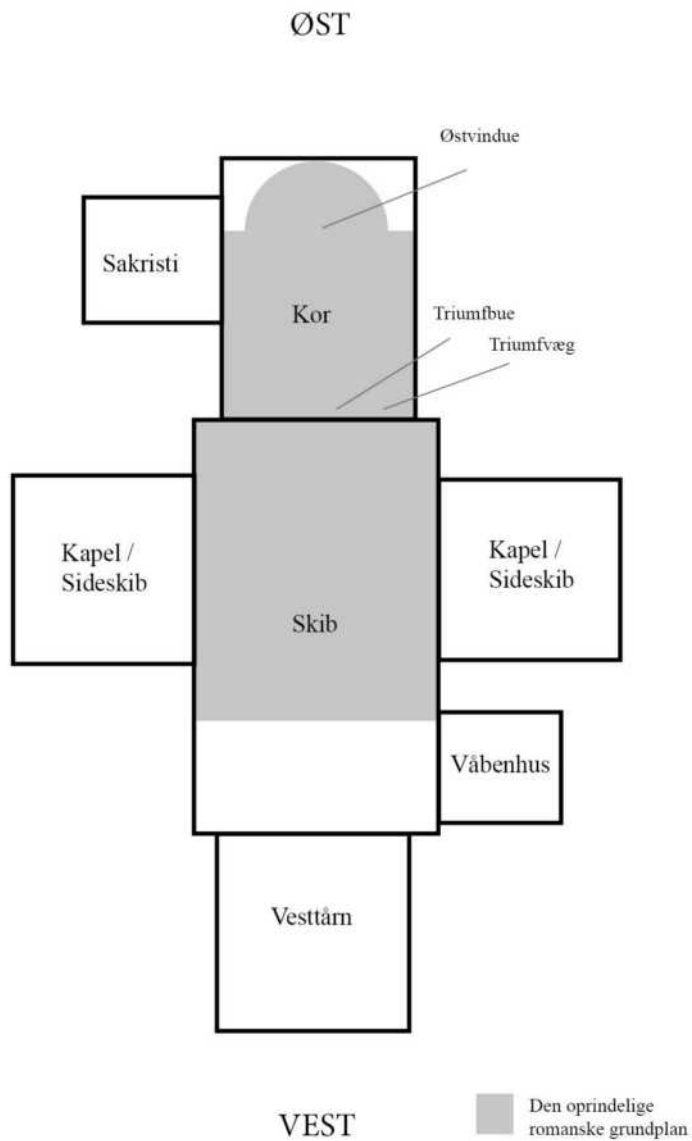 ØST
Østvindue
Sakristi
Kor
Triumfbue
Triumfvæg
Kapel /
Sideskib
Kapel /
Sideskib
Skib
Våbenhus
Vesttårn
VEST
Den oprindelige
romanske grundplan